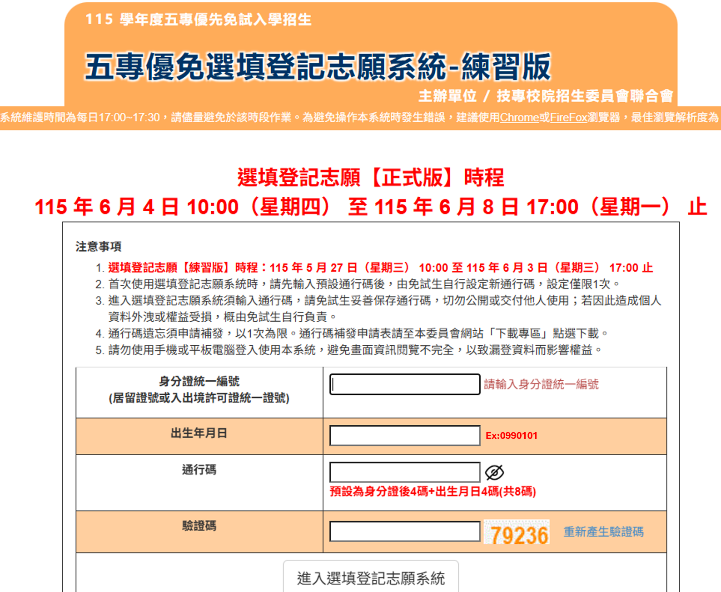 115 學年度五專優先免試入學招生
五專優免選填登記志願系統-練習版
主辦單位 / 技專校院招生委員會聯合會
系統維護時間為每日17:00~17:30，請儘量避免於該時段作業。為避免操作本系統時發生錯誤，建議使用Chrome或FireFox瀏覽器，最佳瀏覽解析度為
選填登記志願【正式版】時程
115 年 6 月 4 日 10:00（星期四） 至 115 年 6 月 8 日 17:00（星期一） 止
注意事項
1. 選填登記志願【練習版】時程：115 年 5 月 27 日（星期三） 10:00 至 115 年 6 月 3 日（星期三） 17:00 止
2. 首次使用選填登記志願系統時，請先輸入預設通行碼後，由免試生自行設定新通行碼，設定僅限1次。
3. 進入選填登記志願系統須輸入通行碼，請免試生妥善保存通行碼，切勿公開或交付他人使用；若因此造成個人
資料外洩或權益受損，概由免試生自行負責。
4. 通行碼遺忘須申請補發，以1次為限。通行碼補發申請表請至本委員會網站「下載專區」點選下載。
5. 請勿使用手機或平板電腦登入使用本系統，避免畫面資訊閱覽不完全，以致漏登資料而影響權益。
身分證統一編號
(居留證號或入出境許可證統一證號)
請輸入身分證統一編號
出生年月日
Ex:0990101
通行碼
預設為身分證後4碼+出生月日4碼(共8碼)
驗證碼
79236
重新產生驗證碼
進入選填登記志願系統